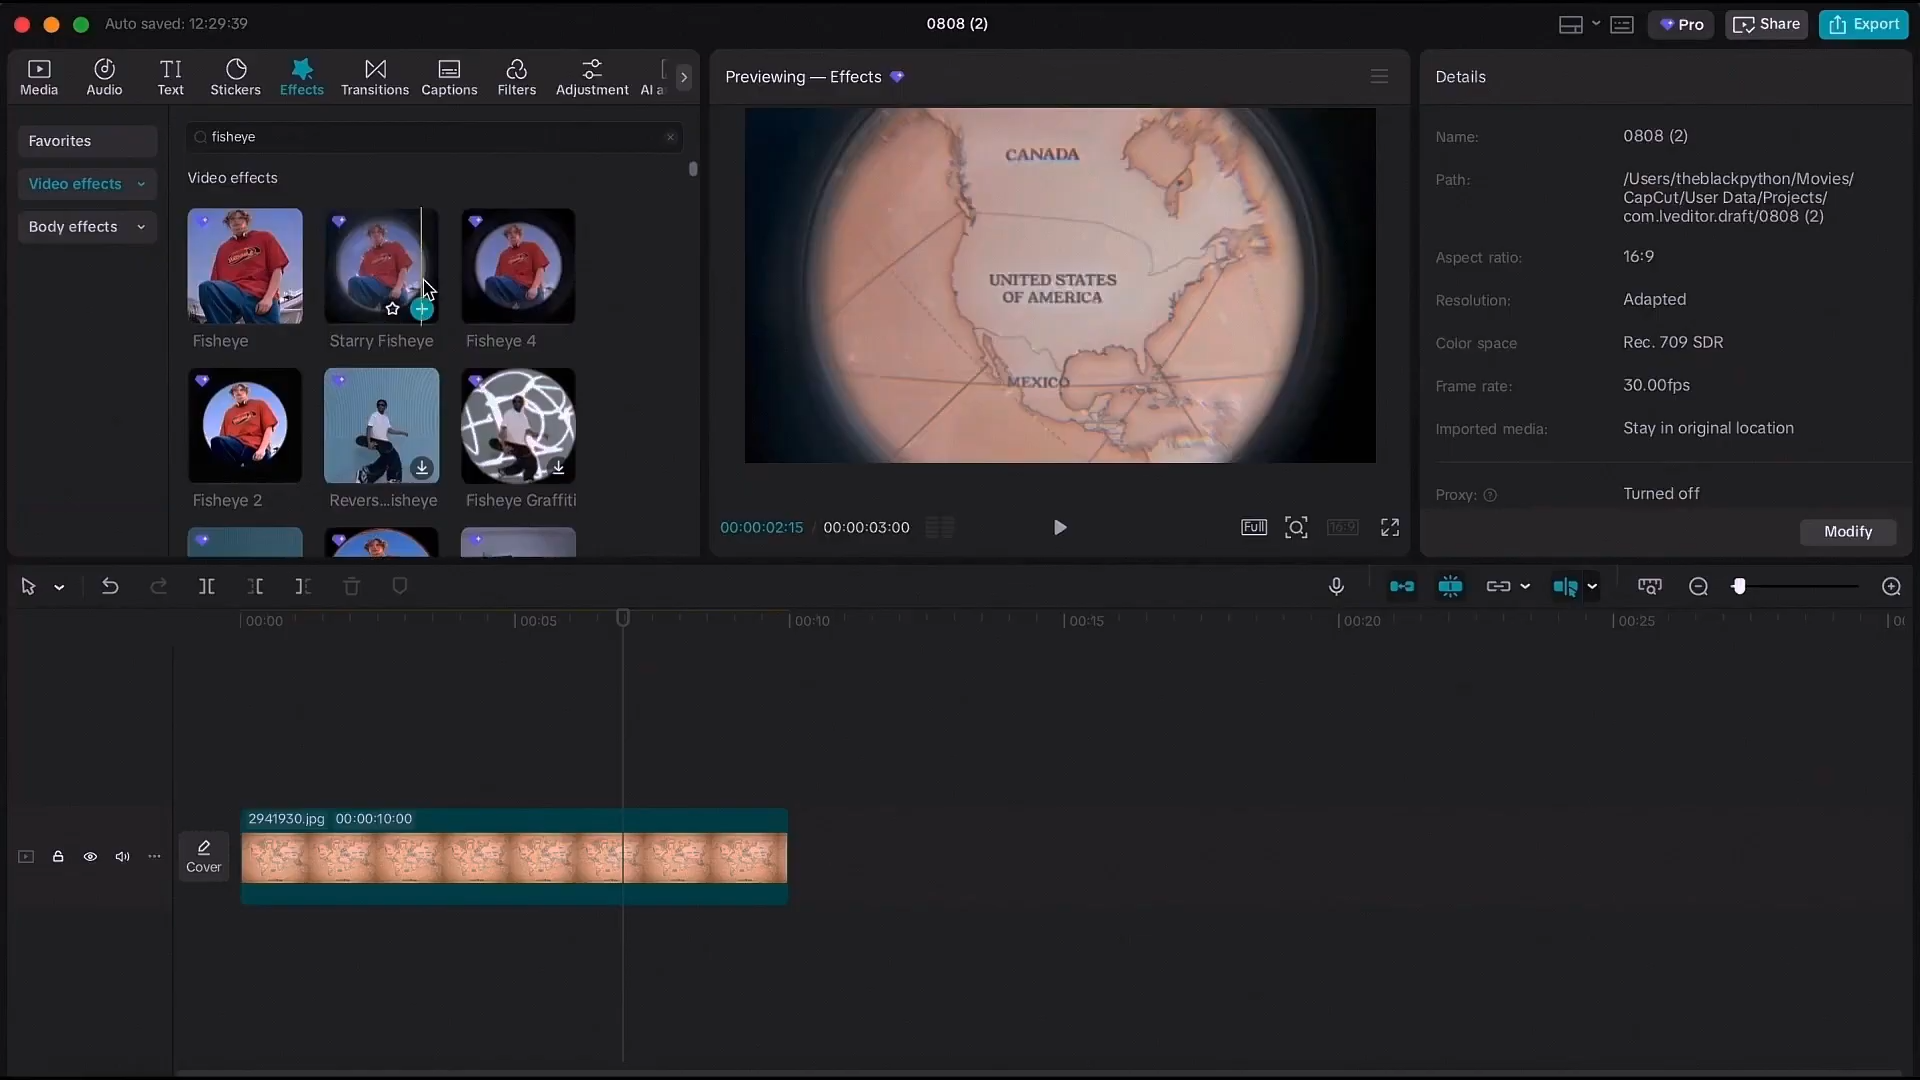 Auto saved: 12:29:39
0808 (2)
Pro
Share
Export
Media
Audio
Text
Stickers
Effects
Transitions
Captions
Filters
Adjustment
AI a
Previewing — Effects
Details
Favorites
Video effects
Body effects
fisheye
Video effects
Fisheye
Starry Fisheye
Fisheye 4
Fisheye 2
Revers...isheye
Fisheye Graffiti
CANADA
UNITED STATES
OF AMERICA
MEXICO
00:00:02:15 / 00:00:03:00
Full
16:9
Name: 0808 (2)
Path: /Users/theblackpython/Movies/
CapCut/User Data/Projects/
com.lveditor.draft/0808 (2)
Aspect ratio: 16:9
Resolution: Adapted
Color space Rec. 709 SDR
Frame rate: 30.00fps
Imported media: Stay in original location
Proxy: Turned off
Modify
00:00
00:05
00:10
00:15
00:20
00:25
2941930.jpg 00:00:10:00
Cover